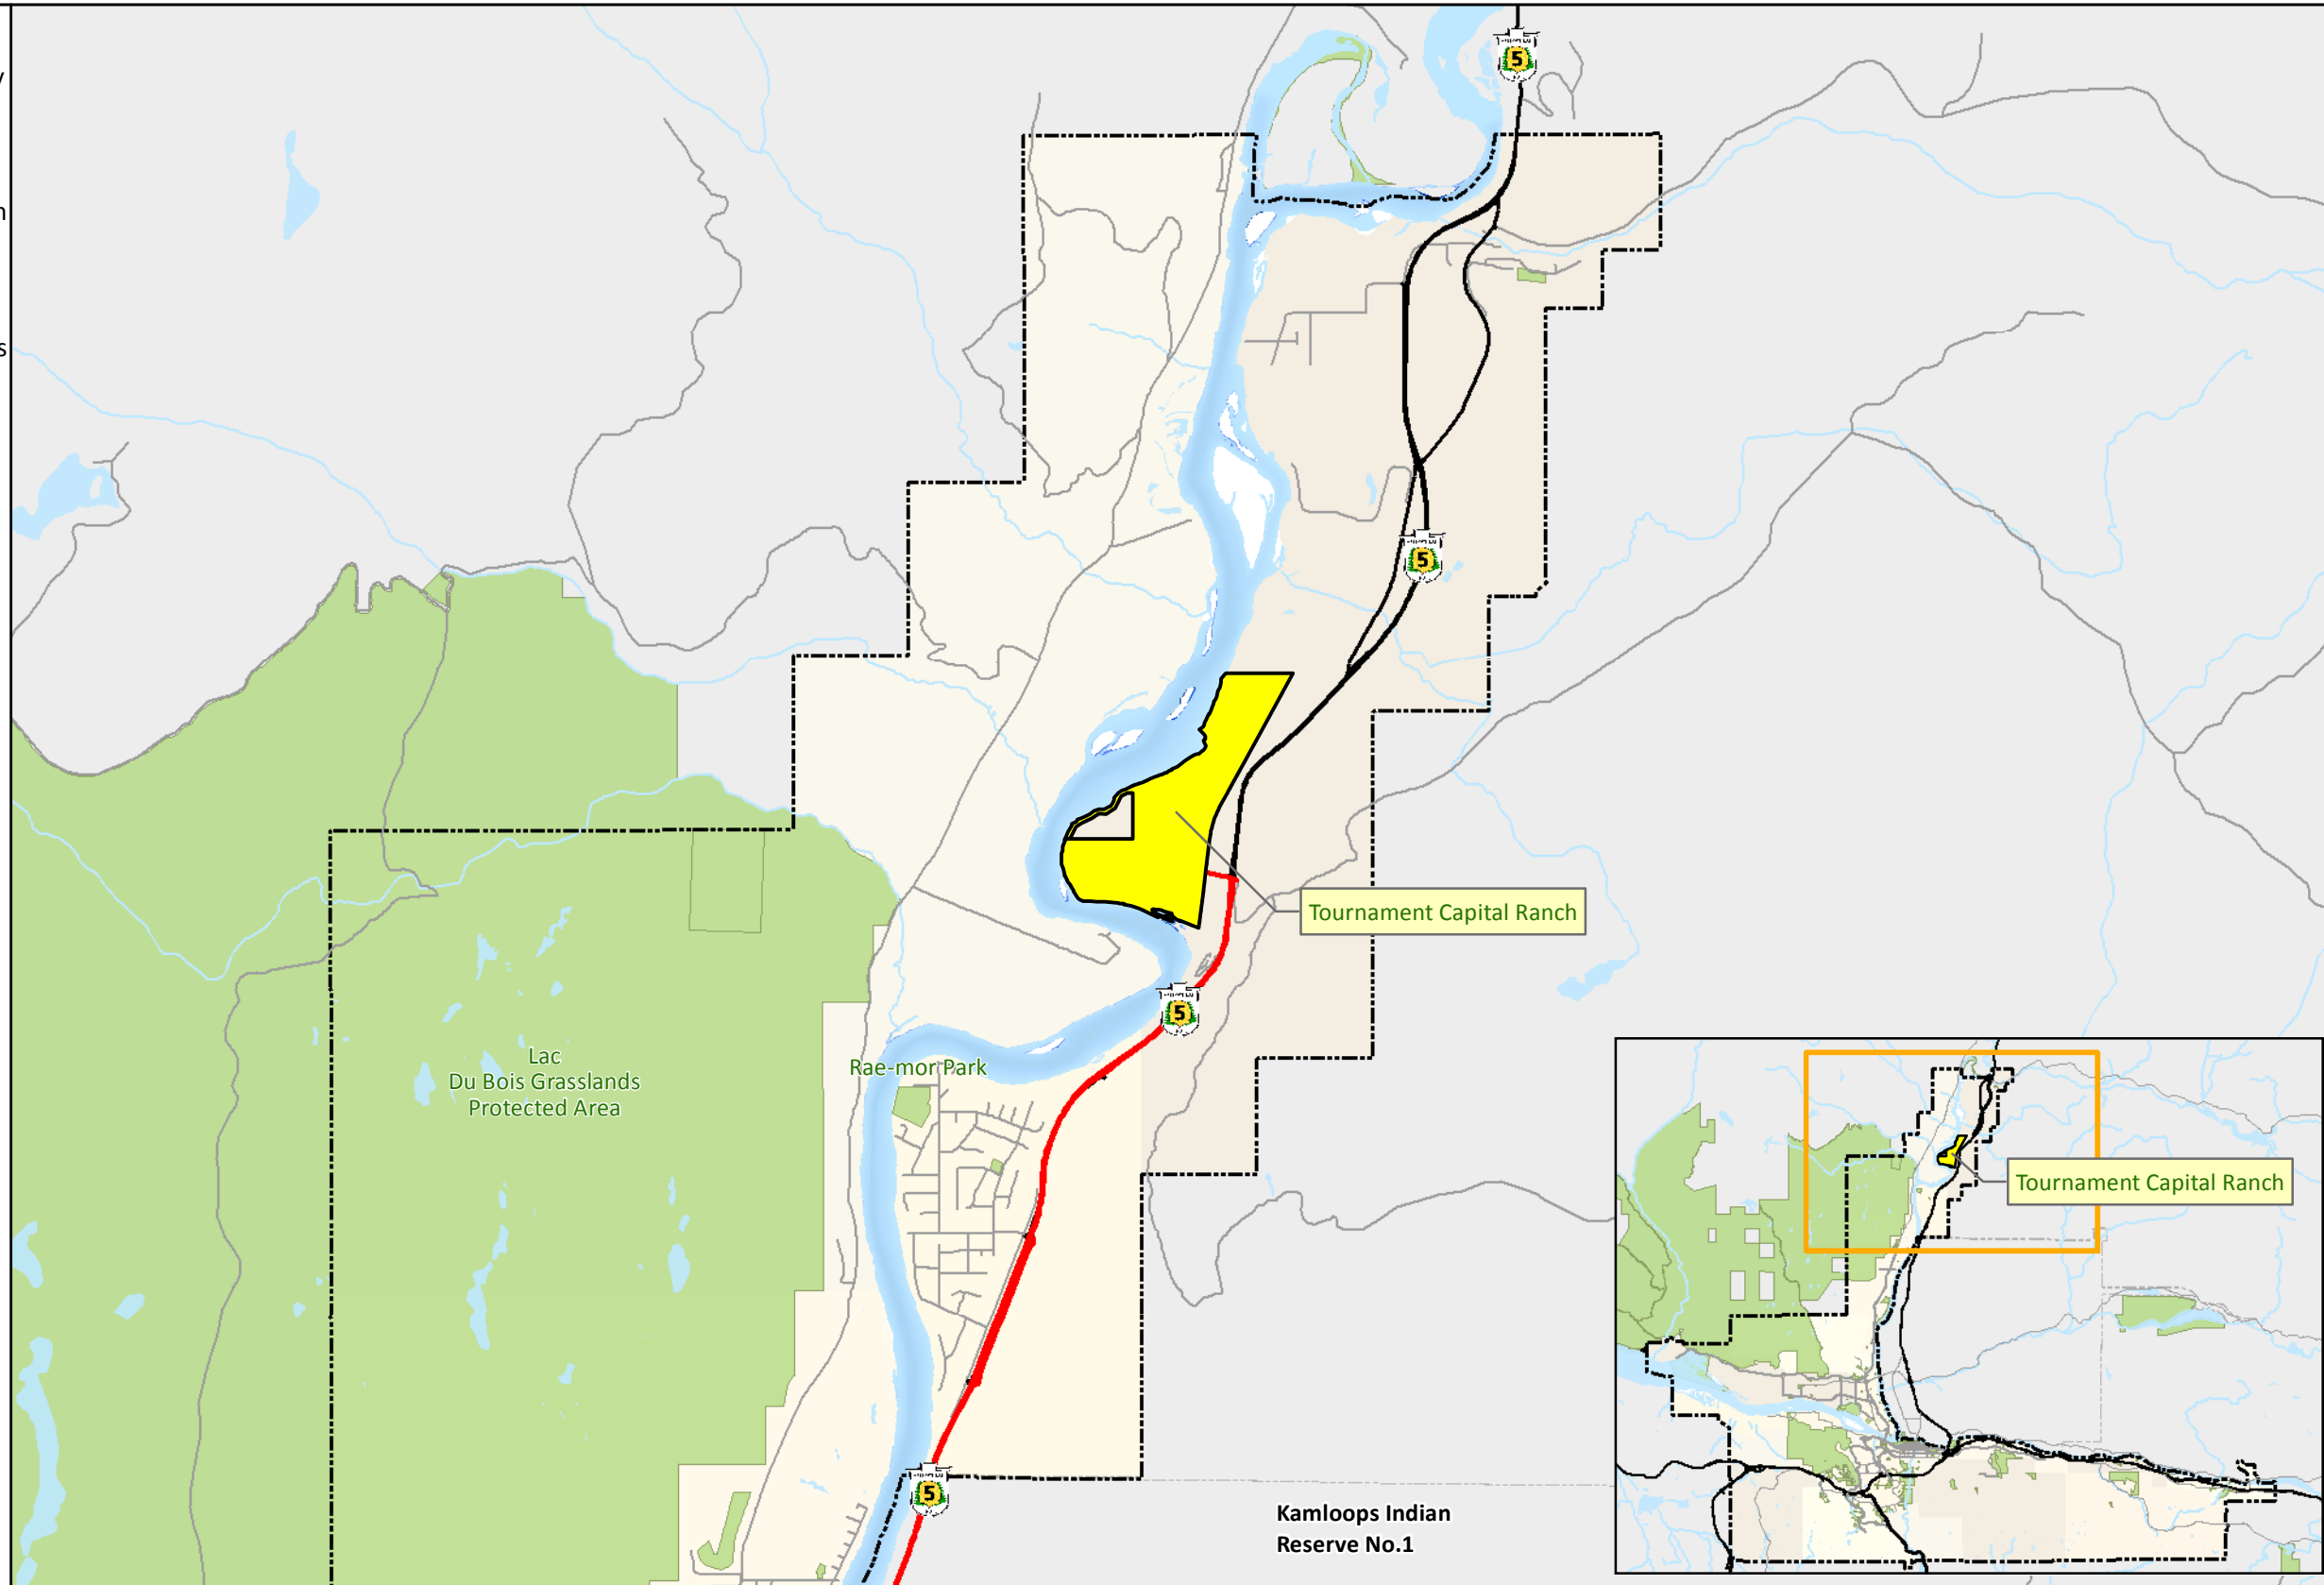 5
5
Tournament Capital Ranch
5
Lac
Du Bois Grasslands
Protected Area
Rae-mor Park
Tournament Capital Ranch
5
Kamloops Indian
Reserve No.1